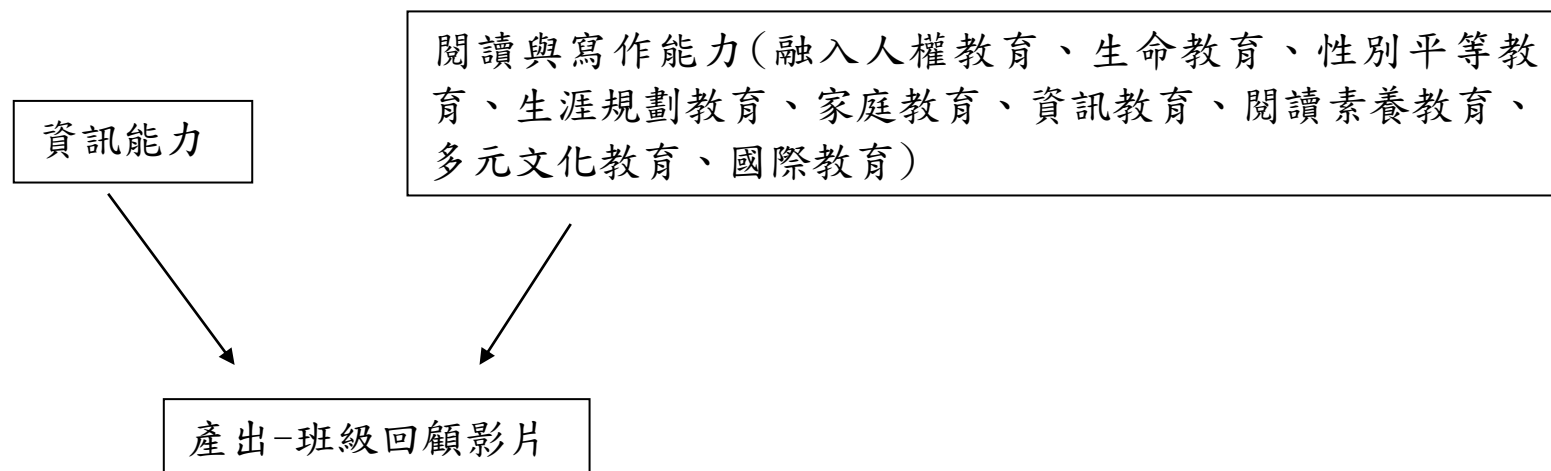 閱讀與寫作能力(融入人權教育、生命教育、性別平等教
育、生涯規劃教育、家庭教育、資訊教育、閱讀素養教育、
多元文化教育、國際教育)
資訊能力
產出-班級回顧影片